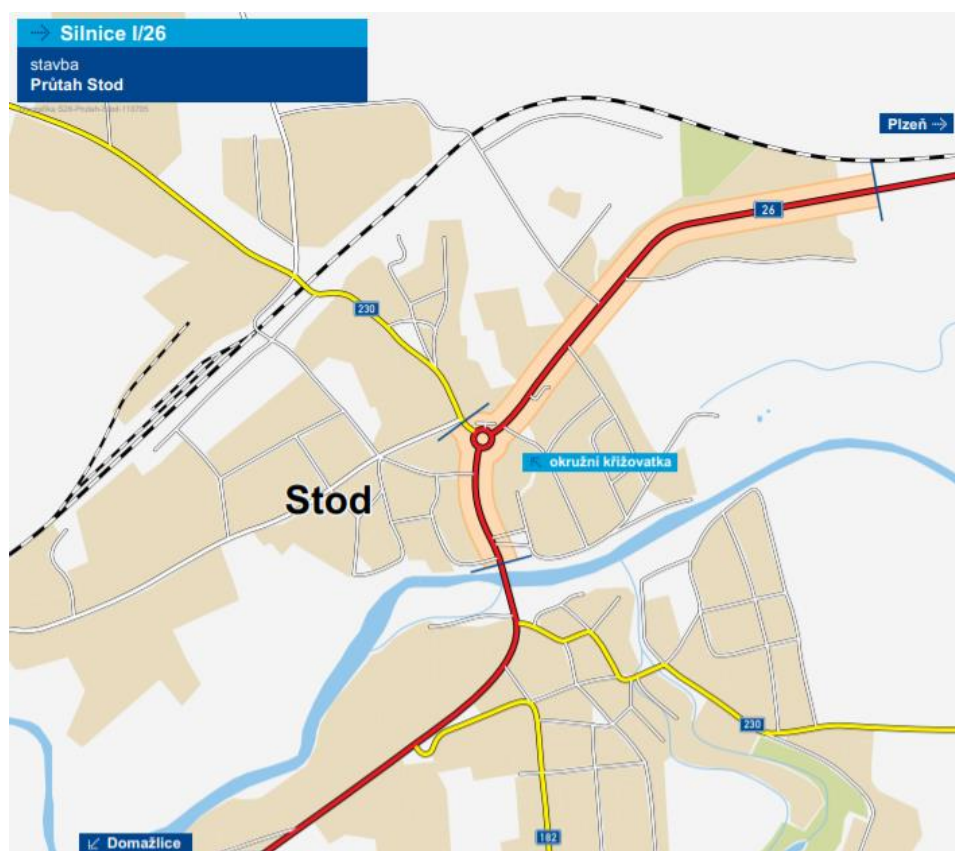 → Silnice I/26
stavba
Průtah Stod
Plzeň →
26
230
okružní křižovatka
Stod
230
182
Domažlice